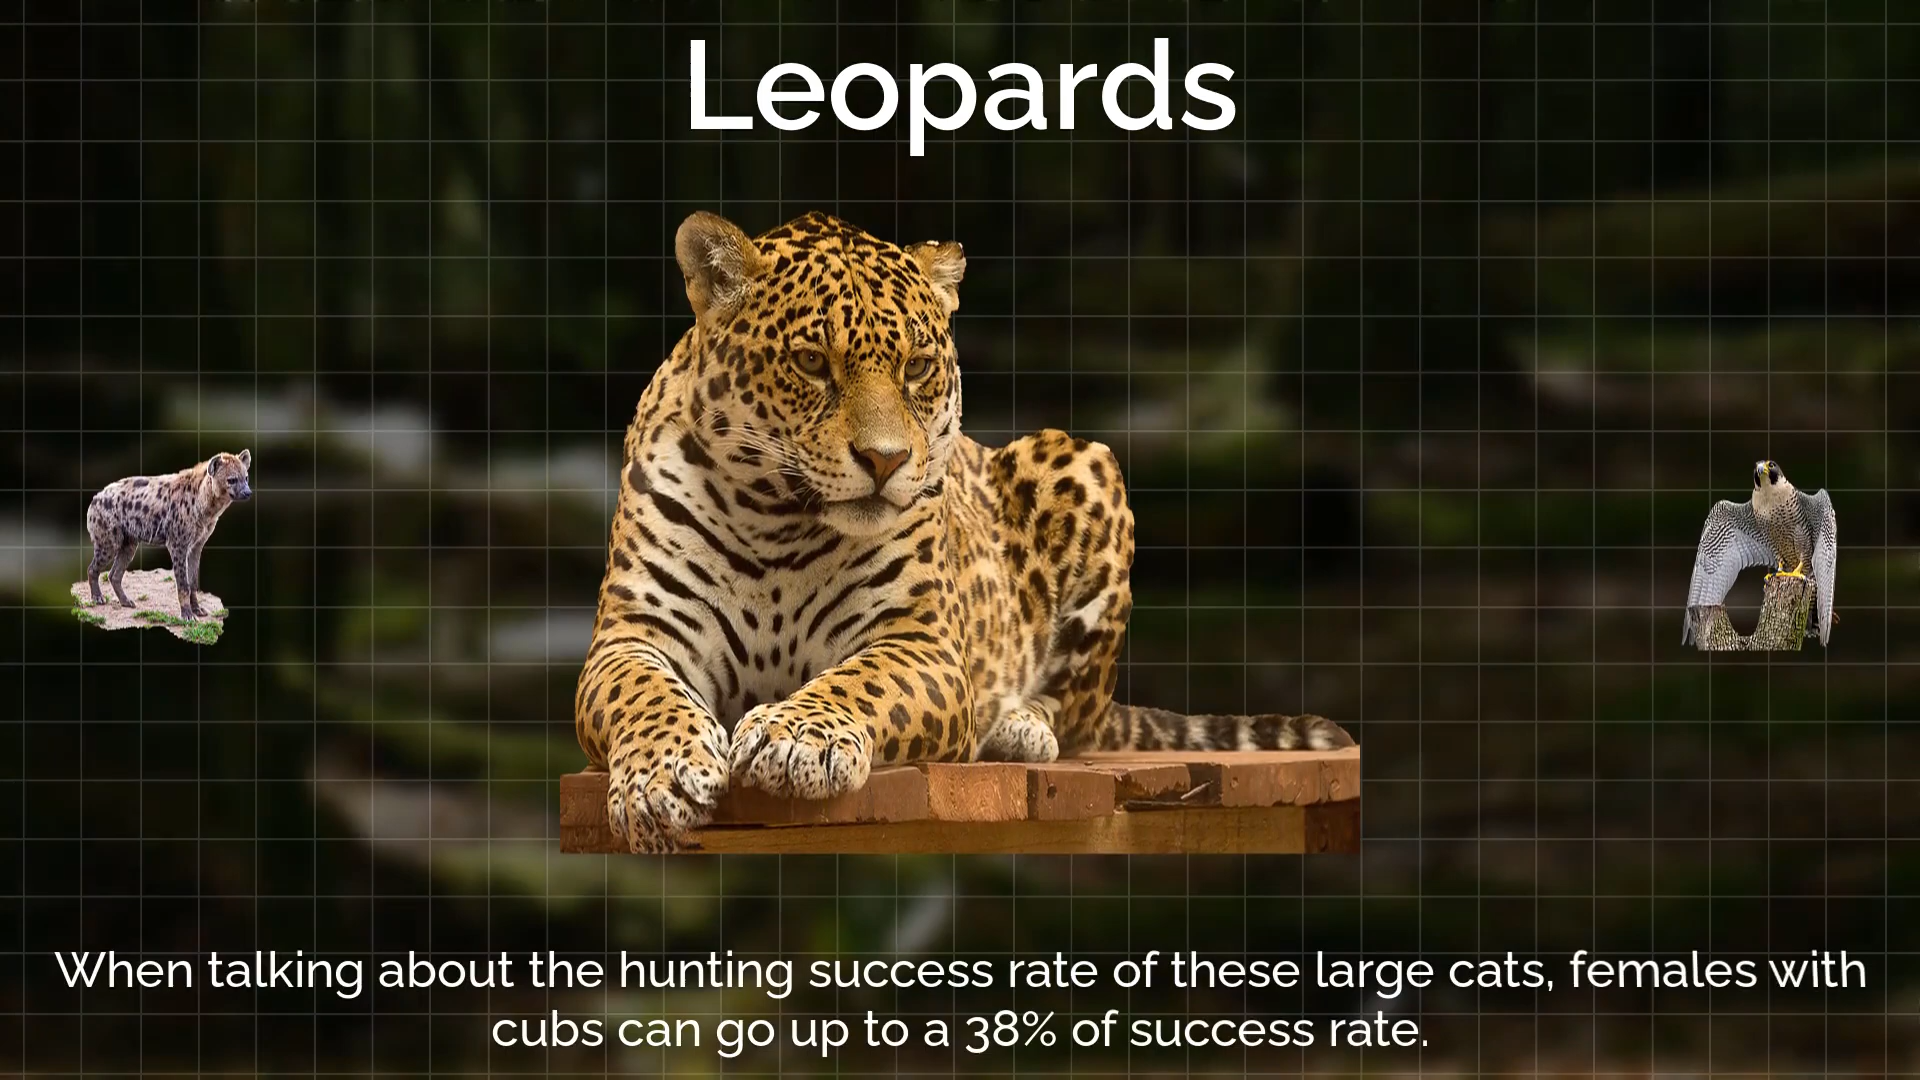 Leopards
When talking about the hunting success rate of these large cats, females with
cubs can go up to a 38% of success rate.